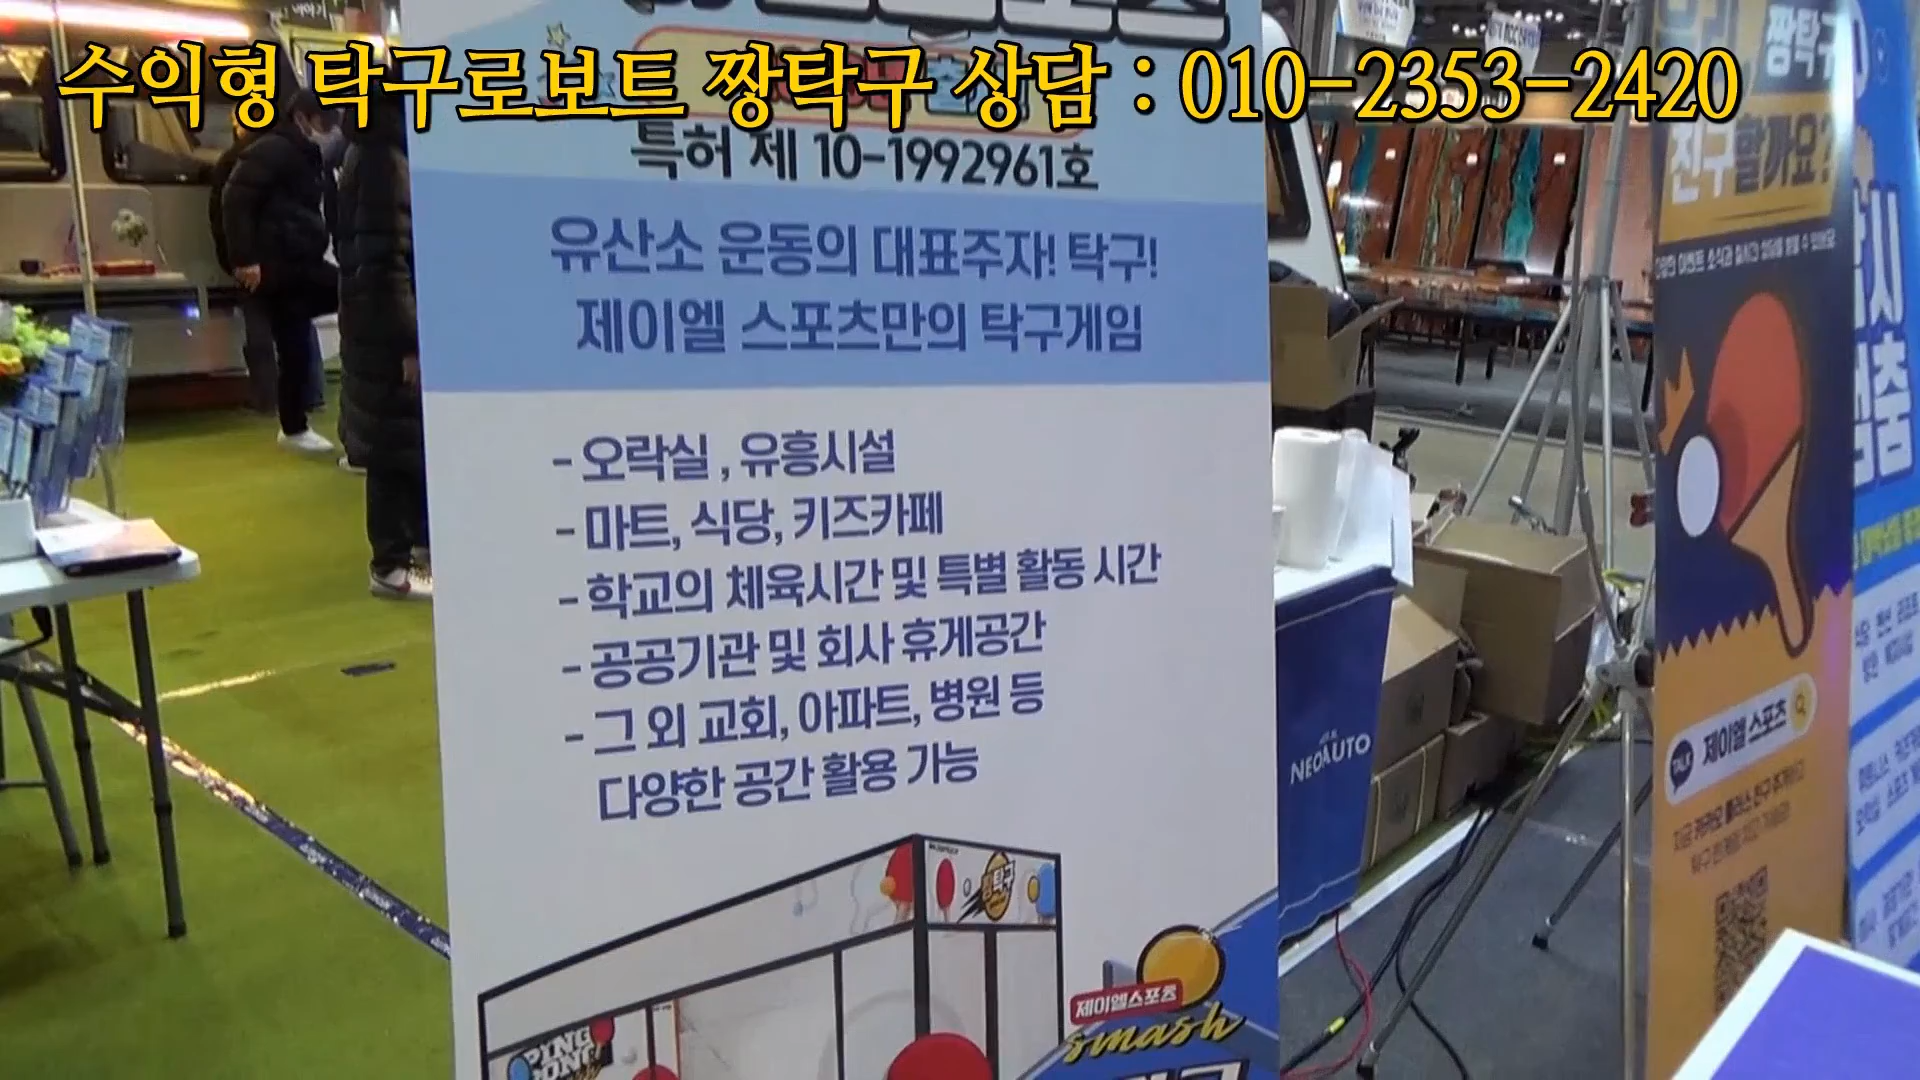 수익형 탁구로보트 짱탁구 상담 : 010-2353-2420
특허 제 10-1992961호
유산소 운동의 대표주자! 탁구!
제이엘 스포츠만의 탁구게임
- 오락실 , 유흥시설
- 마트, 식당, 키즈카페
- 학교의 체육시간 및 특별 활동 시간
- 공공기관 및 회사 휴게공간
- 그 외 교회, 아파트, 병원 등
다양한 공간 활용 가능
짱탁구
PING
PONG
제이엘스포츠
smash
NEOAUTO
짱탁구
친구할까요?
TALK 제이엘 스포츠